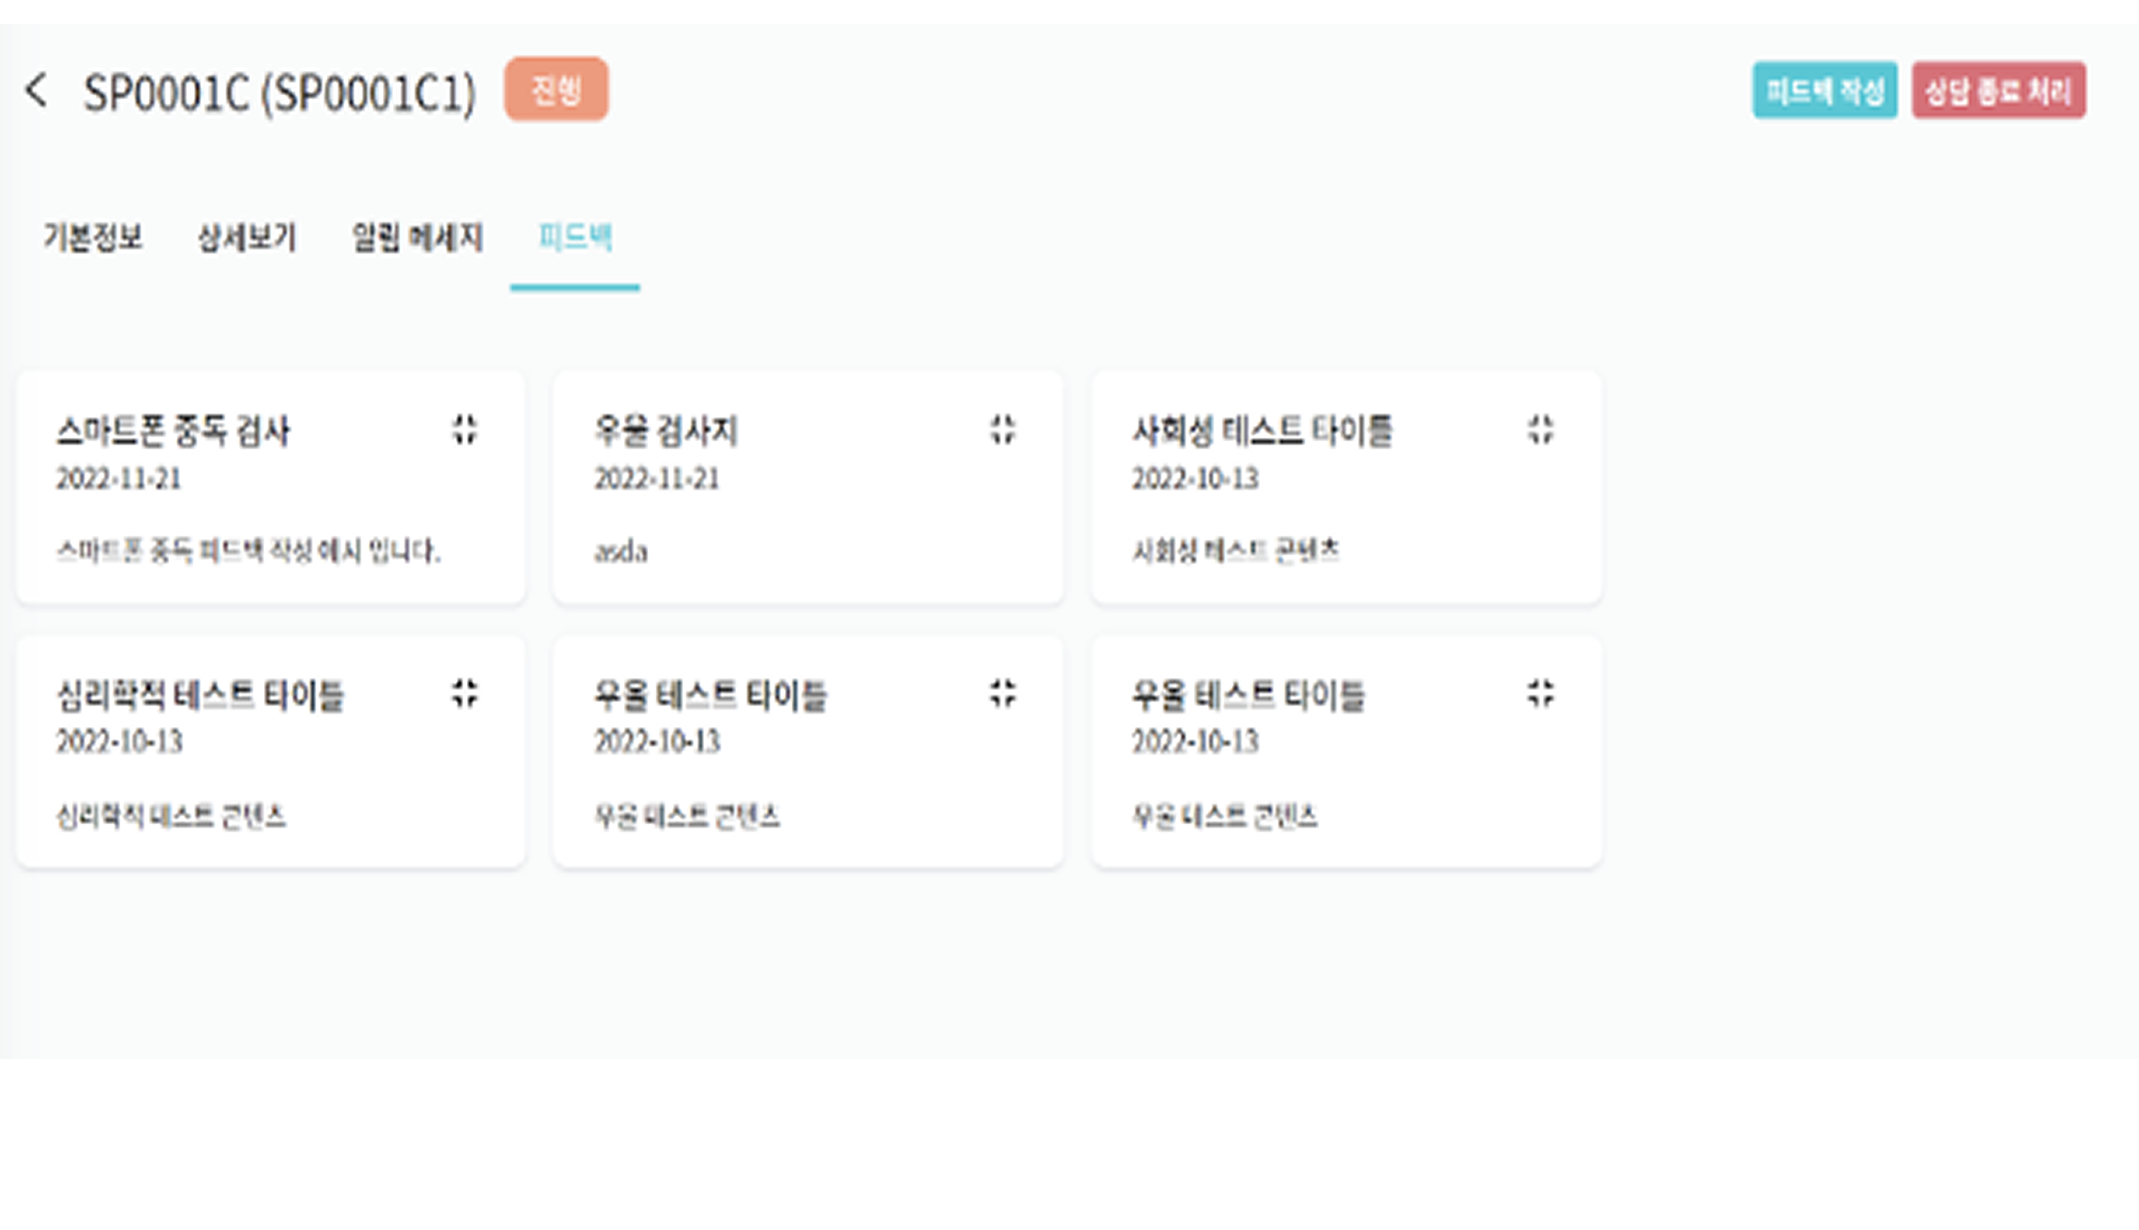 SP0001C (SP0001C1) 진행 피드백 작성 상담 종료 처리
기본정보 상세보기 알림 메세지 피드백
스마트폰 중독 검사 우울 검사지 사회성 테스트 타이틀
2022-11-21 2022-11-21 2022-10-13
스마트폰 중독 피드백 작성 예시 입니다. asda 사회성 테스트 콘텐츠
심리학적 테스트 타이틀 우울 테스트 타이틀 우울 테스트 타이틀
2022-10-13 2022-10-13 2022-10-13
심리학적 테스트 콘텐츠 우울 테스트 콘텐츠 우울 테스트 콘텐츠